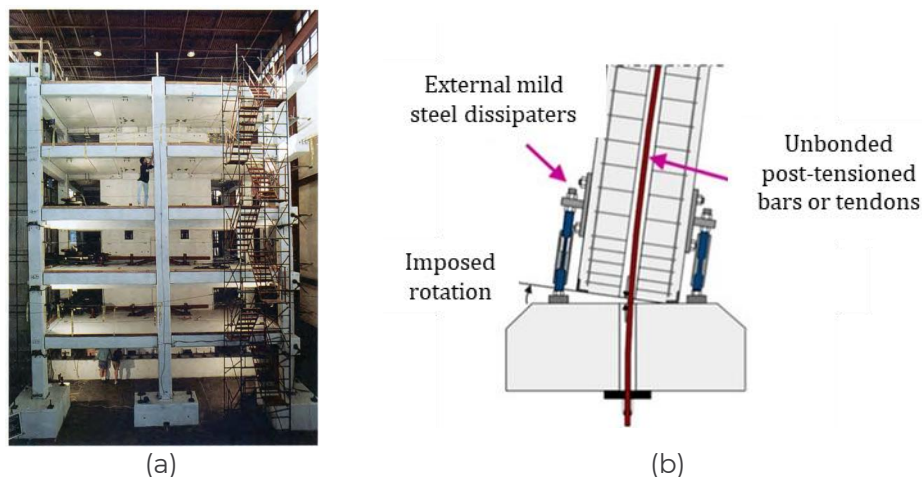 External mild
steel dissipaters
Unbonded
post-tensioned
bars or tendons
Imposed
rotation
(a)
(b)